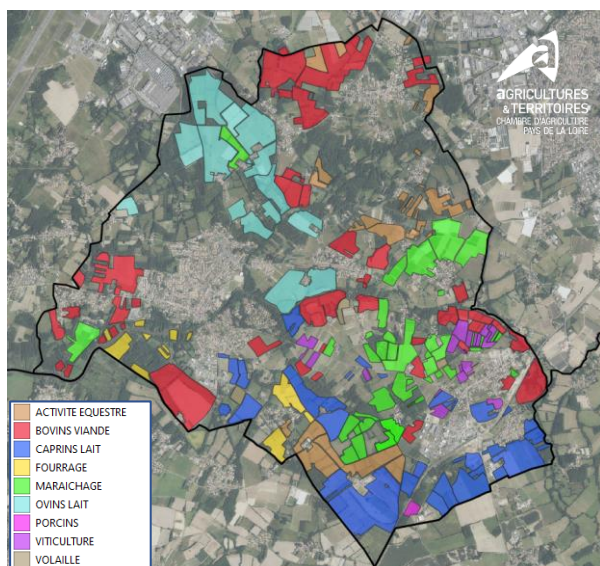 aGRICULTURES
& TERRITOIRES
CHAMBRE D'AGRICULTURE
PAYS DE LA LOIRE
ACTIVITE EQUESTRE
BOVINS VIANDE
CAPRINS LAIT
FOURRAGE
MARAICHAGE
OVINS LAIT
PORCINS
VITICULTURE
VOLAILLE